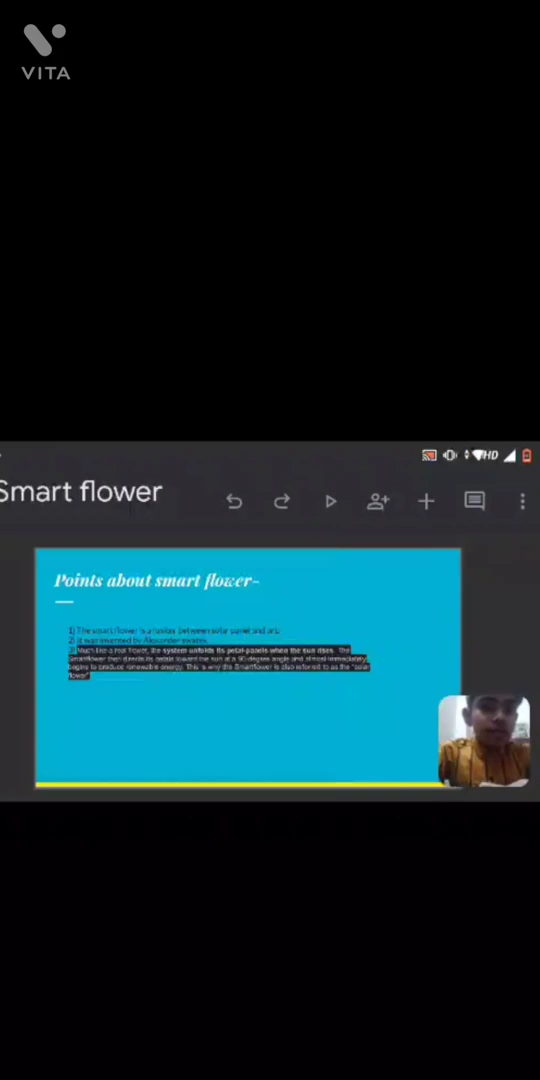 VITA
HD
Smart flower
Points about smart flower-
1) The smart flower is a fusion between solar panel and art.
2) It was invented by Alexander swatek.
3) Much like a real flower, the system unfolds its petal-panels when the sun rises. The
Smartflower then directs its petals toward the sun at a 90-degree angle and almost immediately
begins to produce renewable energy. This is why the Smartflower is also referred to as the "solar
flower"